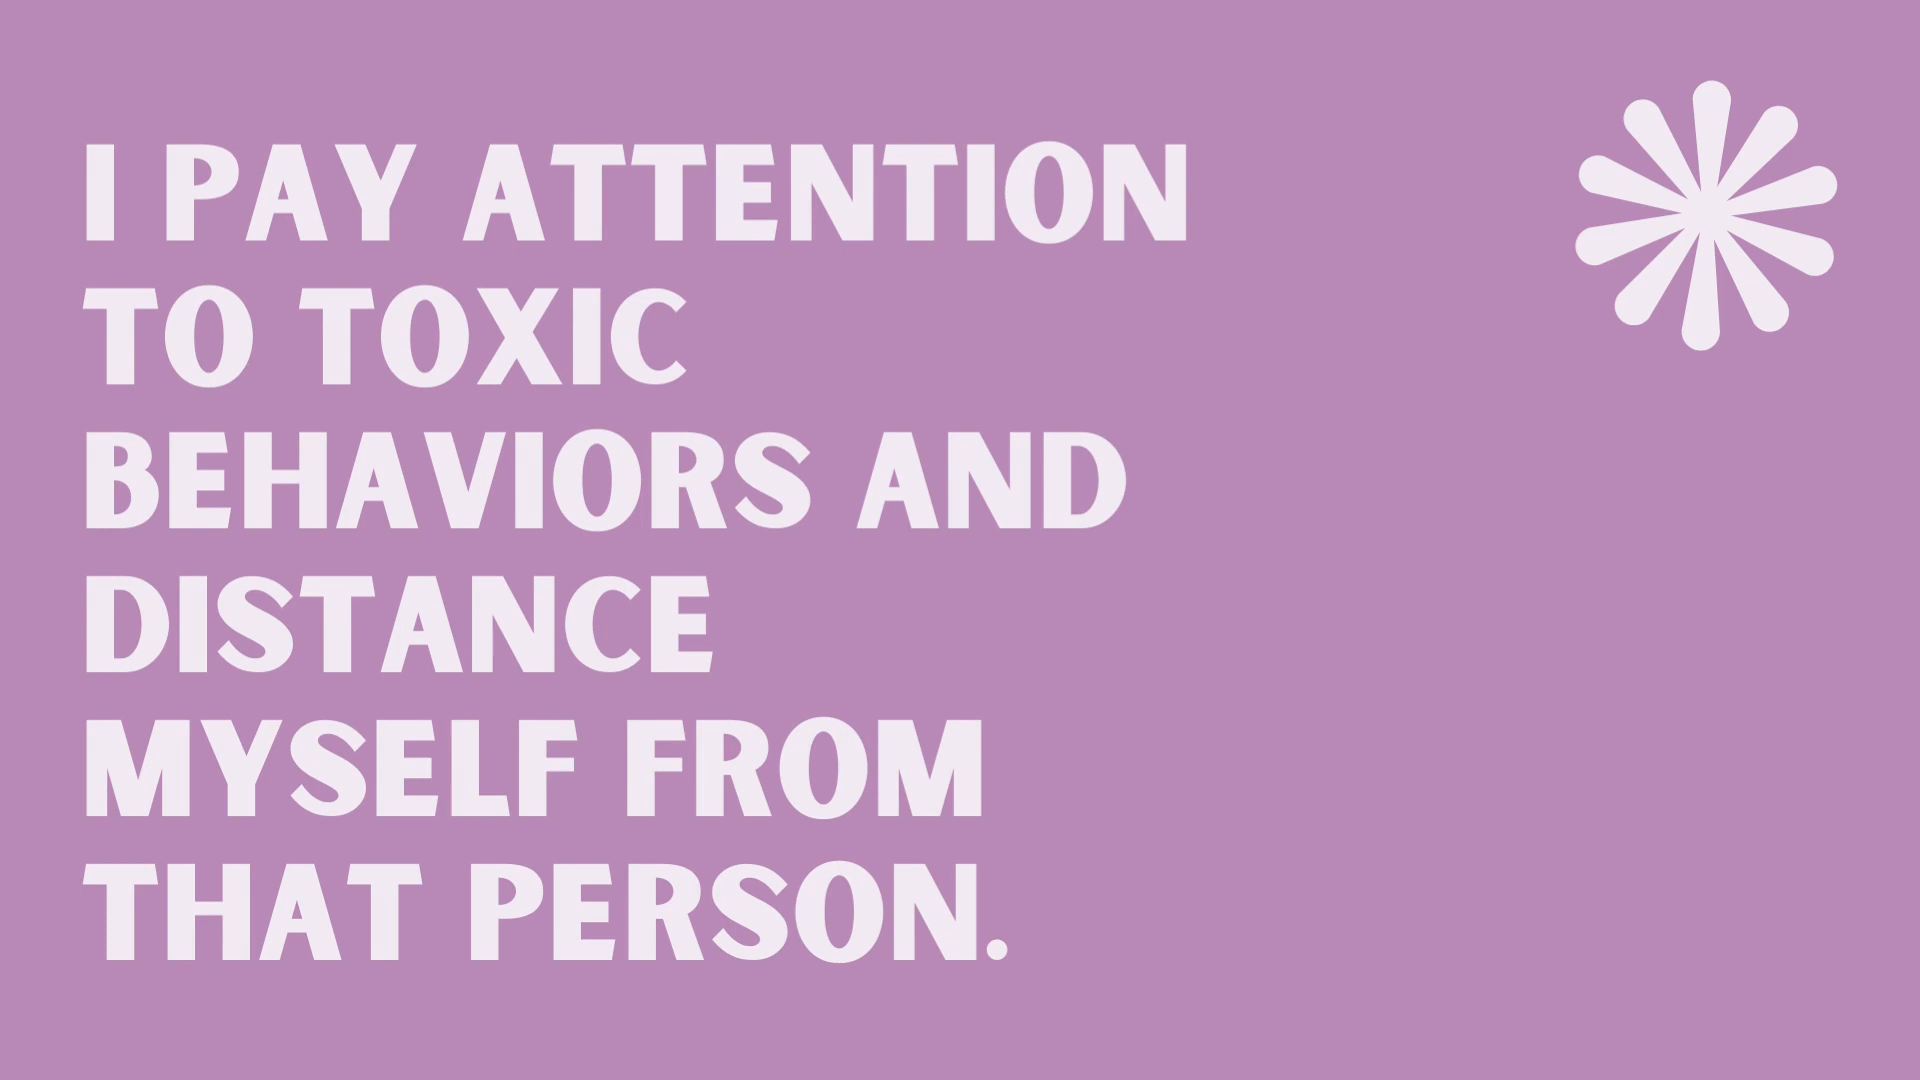 I PAY ATTENTION
TO TOXIC
BEHAVIORS AND
DISTANCE
MYSELF FROM
THAT PERSON.